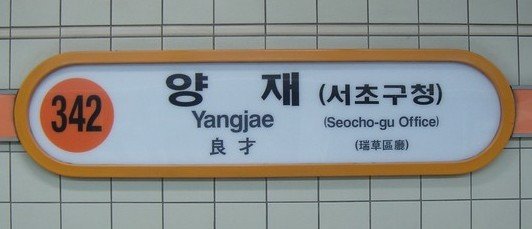 342
양 재 (서초구청)
Yangjae (Seocho-gu Office)
良才 (瑞草區廳)